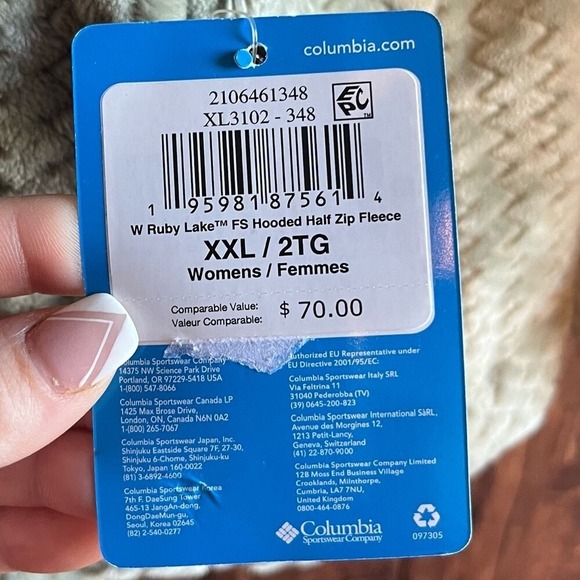 columbia.com
2106461348
XL3102 - 348
EPC
TM
1 95981 87561 4
W Ruby Lake™ FS Hooded Half Zip Fleece
XXL / 2TG
Womens / Femmes
Comparable Value:
Valeur Comparable:
$ 70.00
Columbia Sportswear Company
14375 NW Science Park Drive
Portland, OR 97229-5418 USA
1-(800) 547-8066
Columbia Sportswear Canada LP
1425 Max Brose Drive,
London, ON, Canada N6N 0A2
1-(800) 265-7067
Columbia Sportswear Japan, Inc.
Shinjuku Eastside Square 7F, 27-30,
Shinjuku 6-Chome, Shinjuku-ku
Tokyo, Japan 160-0022
(81) 3-6892-4600
Columbia Sportswear Korea
7th F. DaeSung Tower
465-13 JangAn-dong,
DongDaeMun-gu,
Seoul, Korea 02645
(82) 2-540-0277
Authorized EU Representative under
EU Directive 2001/95/EC:
Columbia Sportswear Italy SRL
Via Feltrina 11
31040 Pederobba (TV)
(39) 0645-200-823
Columbia Sportswear International SàRL,
Avenue des Morgines 12,
1213 Petit-Lancy,
Geneva, Switzerland
(41) 22-870-9000
Columbia Sportswear Company Limited
12B Moss End Business Village
Crooklands, Milnthorpe,
Cumbria, LA7 7NU,
United Kingdom
0800-464-0876
Columbia
Sportswear Company
097305